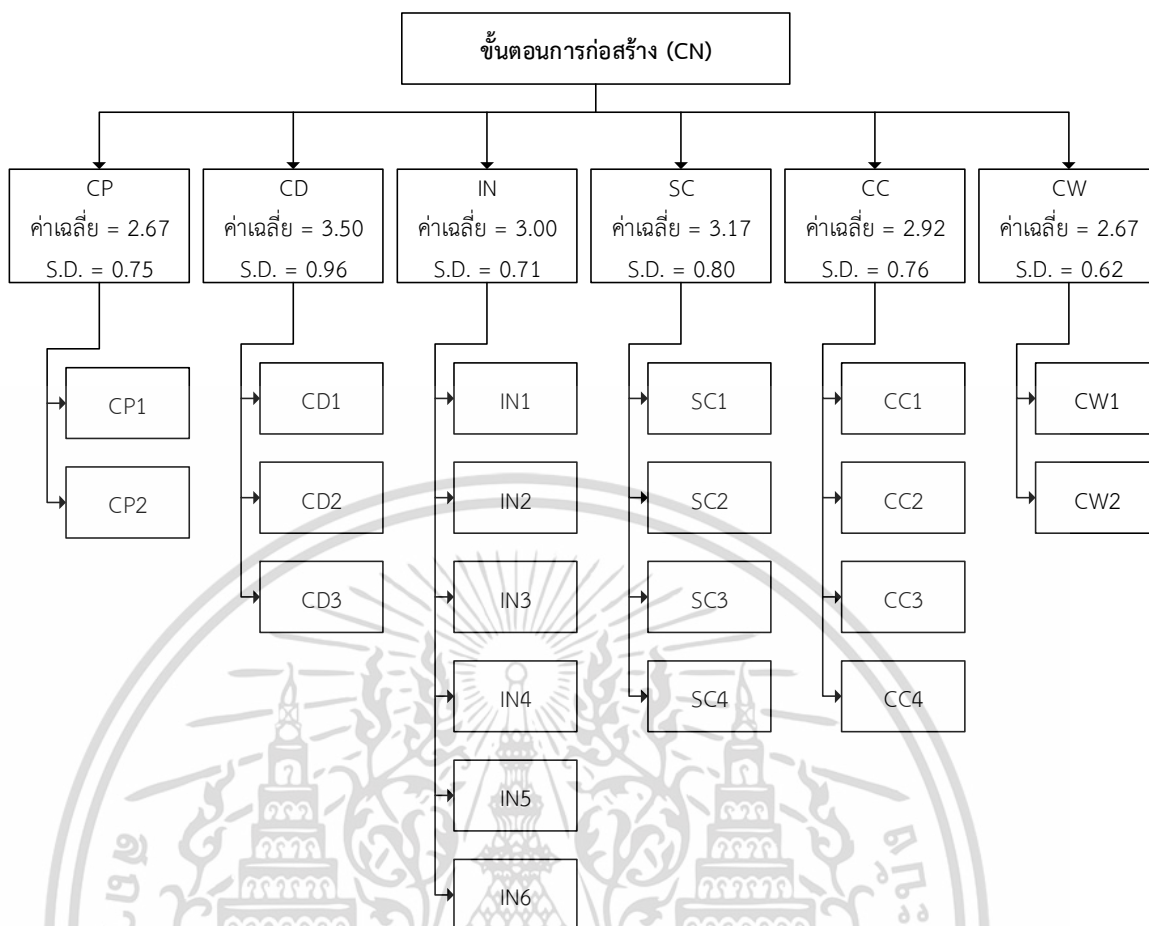 ขั้นตอนการก่อสร้าง (CN)
CP
ค่าเฉลี่ย = 2.67
S.D. = 0.75
CD
ค่าเฉลี่ย = 3.50
S.D. = 0.96
IN
ค่าเฉลี่ย = 3.00
S.D. = 0.71
SC
ค่าเฉลี่ย = 3.17
S.D. = 0.80
CC
ค่าเฉลี่ย = 2.92
S.D. = 0.76
CW
ค่าเฉลี่ย = 2.67
S.D. = 0.62
CP1
CP2
CD1
CD2
CD3
IN1
IN2
IN3
IN4
IN5
IN6
SC1
SC2
SC3
SC4
CC1
CC2
CC3
CC4
CW1
CW2